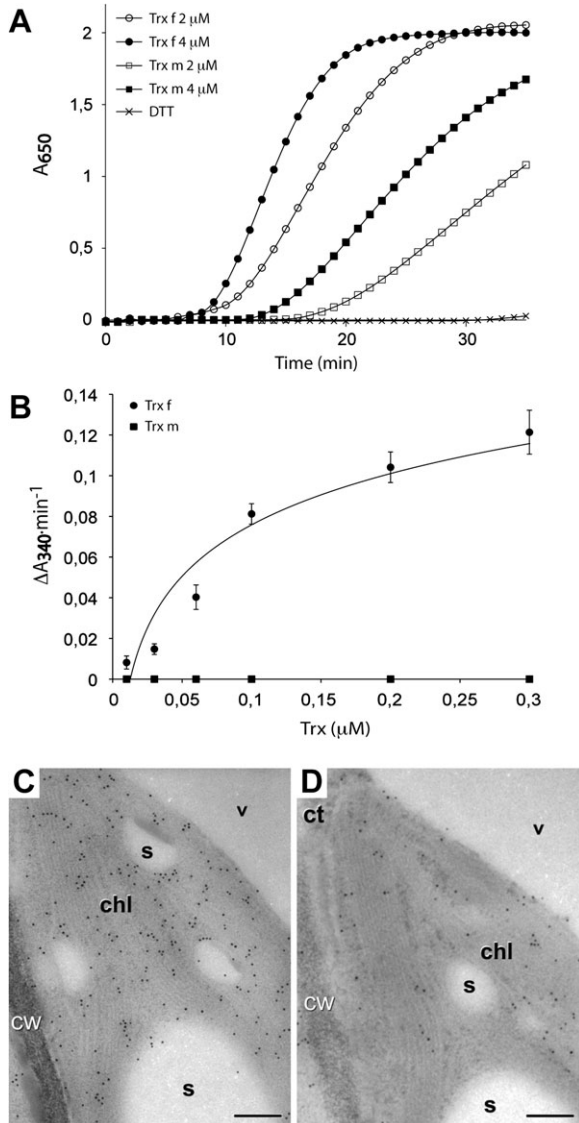 A
Trx f 2 μM
Trx f 4 μM
Trx m 2 μM
Trx m 4 μM
DTT
2
1,5
1
0,5
0
A650
0 10 20 30
Time (min)
B
Trx f
Trx m
0,14
0,12
0,1
0,08
0,06
0,04
0,02
0
ΔA340·min-1
0 0,05 0,1 0,15 0,2 0,25 0,3
Trx (μM)
C
v
s
chl
CW
s
D
ct
v
chl
s
CW
s